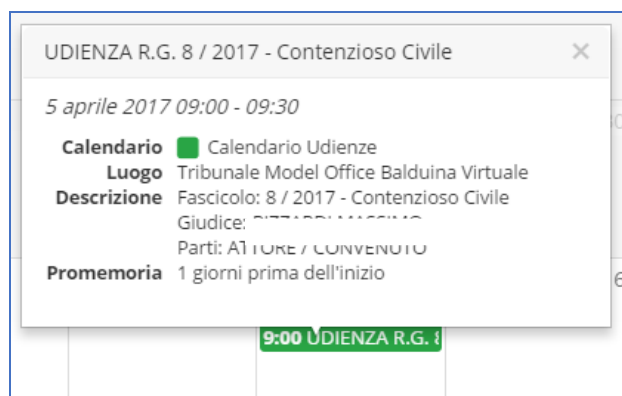 UDIENZA R.G. 8 / 2017 - Contenzioso Civile ×
5 aprile 2017 09:00 - 09:30
Calendario Calendario Udienze
Luogo Tribunale Model Office Balduina Virtuale
Descrizione Fascicolo: 8 / 2017 - Contenzioso Civile
Giudice:
Parti: ATTORE / CONVENUTO
Promemoria 1 giorni prima dell'inizio
9:00 UDIENZA R.G.